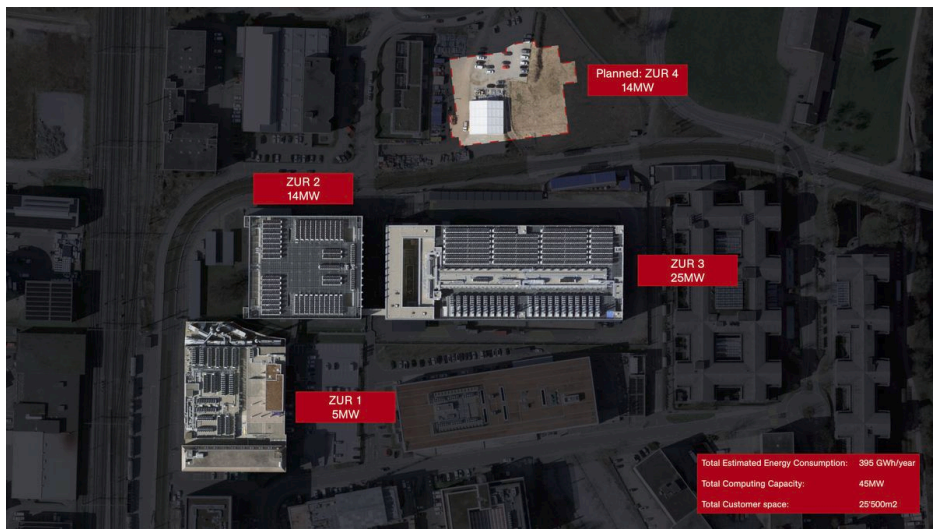 Planned: ZUR 4
14MW
ZUR 2
14MW
ZUR 3
25MW
ZUR 1
5MW
Total Estimated Energy Consumption: 395 GWh/year
Total Computing Capacity: 45MW
Total Customer space: 25'500m2